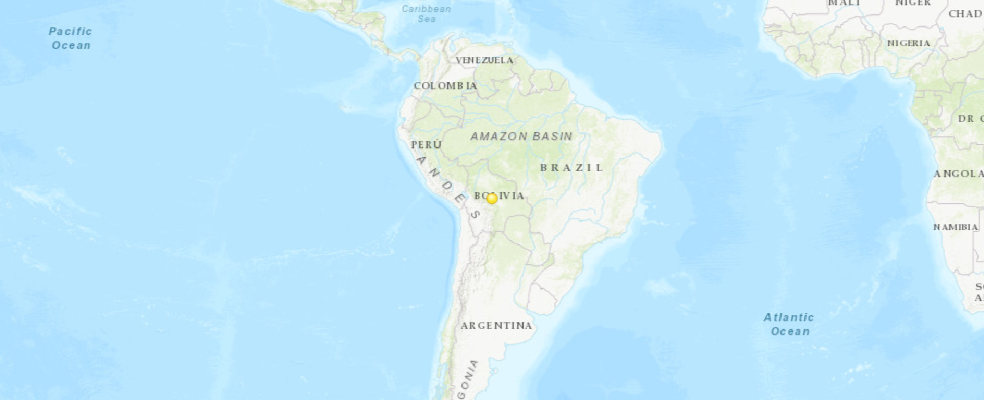 MALI
NIGER
CHAD
Caribbean
Sea
Pacific
Ocean
NIGERIA
VENEZUELA
COLOMBIA
DR C
AMAZON BASIN
PERÚ
BRAZIL
ANGOLA
ANDES
BOLIVIA
NAMIBIA
S
A
Atlantic
Ocean
ARGENTINA
GONIA